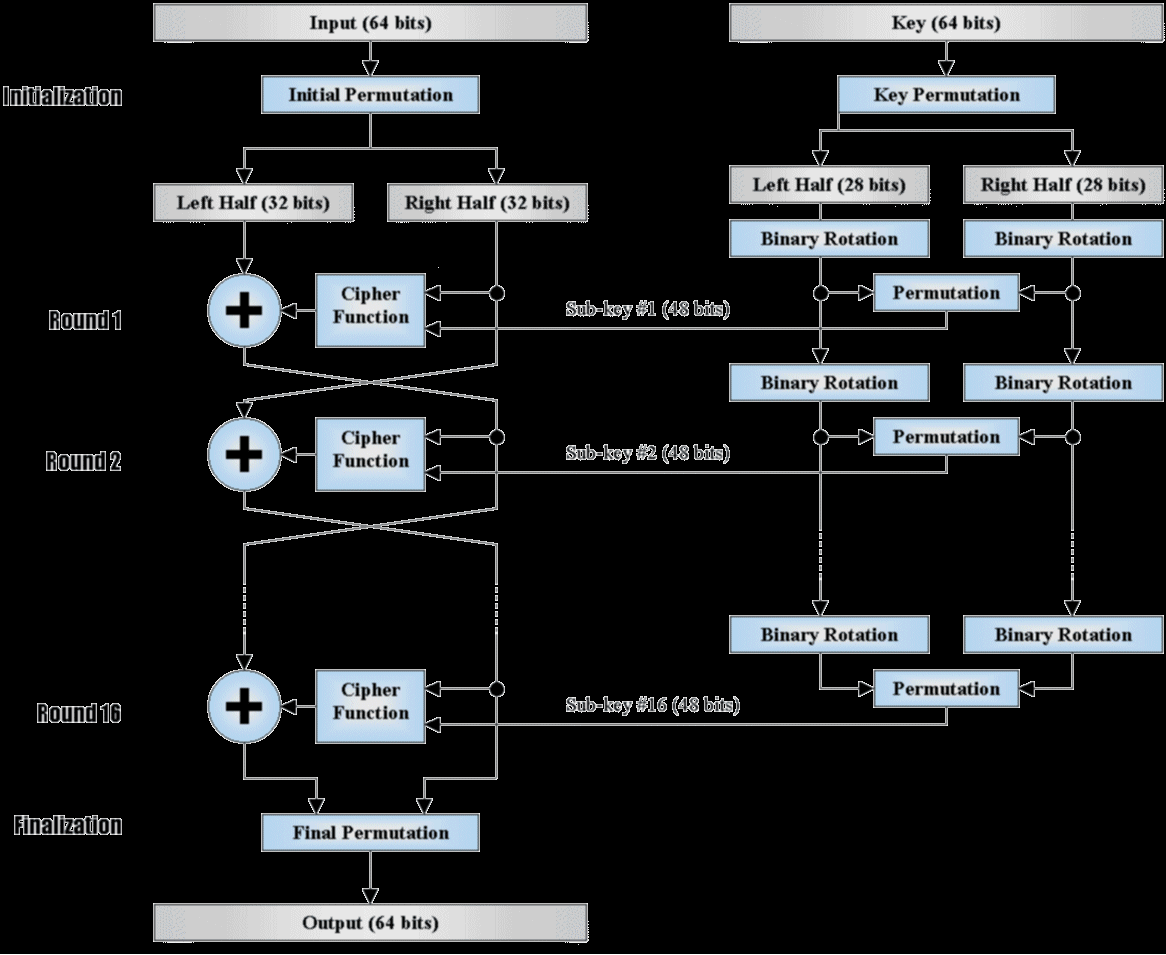 Input (64 bits)
Key (64 bits)
Initialization
Initial Permutation
Key Permutation
Left Half (32 bits)
Right Half (32 bits)
Left Half (28 bits)
Right Half (28 bits)
Binary Rotation
Binary Rotation
Round 1
Cipher
Function
Sub-key #1 (48 bits)
Permutation
Binary Rotation
Binary Rotation
Round 2
Cipher
Function
Sub-key #2 (48 bits)
Permutation
Binary Rotation
Binary Rotation
Round 16
Cipher
Function
Sub-key #16 (48 bits)
Permutation
Finalization
Final Permutation
Output (64 bits)